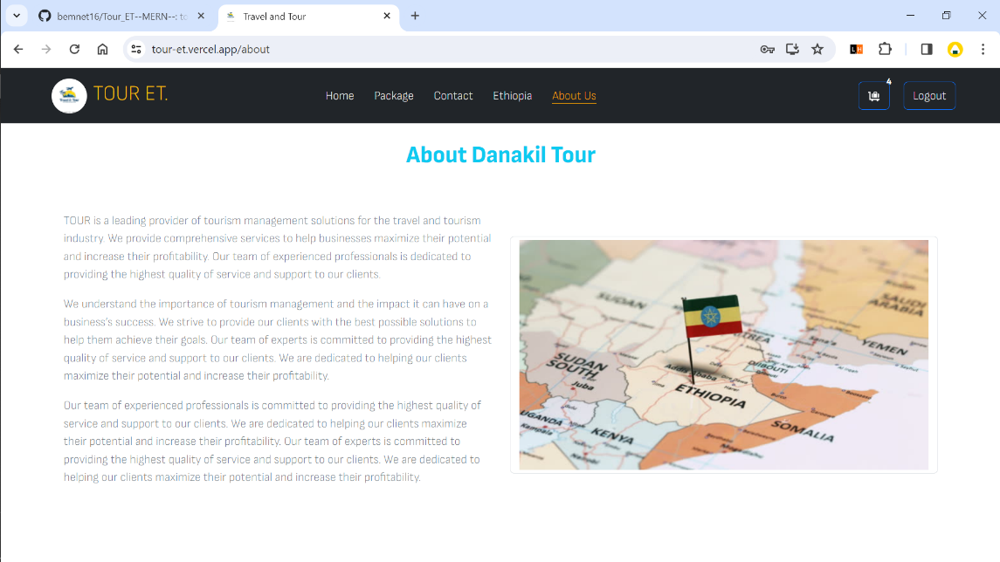 bemnet16/Tour_ET--MERN--: to
Travel and Tour
tour-et.vercel.app/about
TOUR ET.
Home
Package
Contact
Ethiopia
About Us
4
Logout
About Danakil Tour
TOUR is a leading provider of tourism management solutions for the travel and tourism
industry. We provide comprehensive services to help businesses maximize their potential
and increase their profitability. Our team of experienced professionals is dedicated to
providing the highest quality of service and support to our clients.
We understand the importance of tourism management and the impact it can have on a
business's success. We strive to provide our clients with the best possible solutions to
help them achieve their goals. Our team of experts is committed to providing the highest
quality of service and support to our clients. We are dedicated to helping our clients
maximize their potential and increase their profitability.
Our team of experienced professionals is committed to providing the highest quality of
service and support to our clients. We are dedicated to helping our clients maximize
their potential and increase their profitability. Our team of experts is committed to
providing the highest quality of service and support to our clients. We are dedicated to
helping our clients maximize their potential and increase their profitability.
SUDAN
SAUDI
ARABIA
YEMEN
DJIBOUTI
SUDAN
SOUTH
Juba
Addis Ababa
ETHIOPIA
UGANDA
Kampala
KENYA
Nairobi
SOMALIA